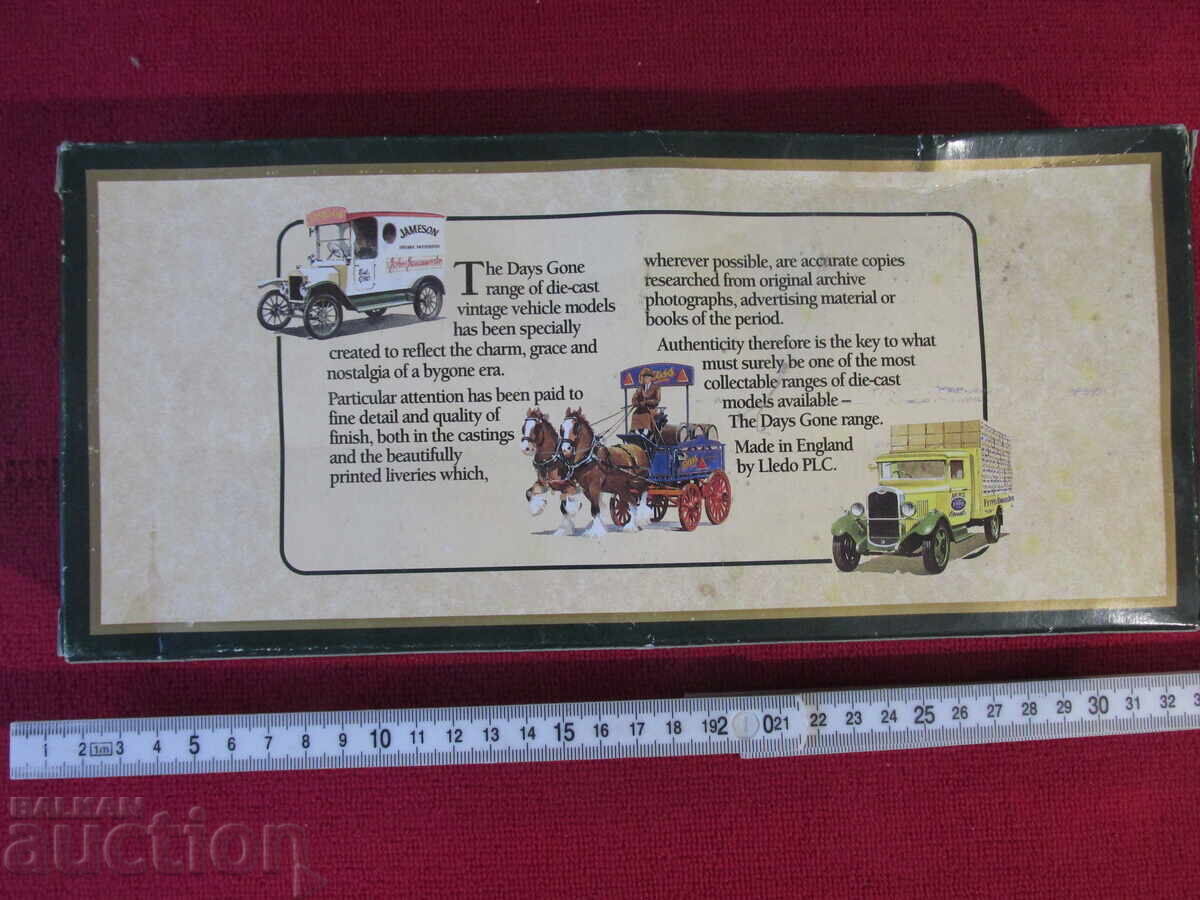 JAMESON
The Days Gone
range of die-cast
vintage vehicle models
has been specially
created to reflect the charm, grace and
nostalgia of a bygone era.
Particular attention has been paid to
fine detail and quality of
finish, both in the castings
and the beautifully
printed liveries which,
wherever possible, are accurate copies
researched from original archive
photographs, advertising material or
books of the period.
Authenticity therefore is the key to what
must surely be one of the most
collectable ranges of die-cast
models available –
The Days Gone range.
Made in England
by Lledo PLC.
1 2 1m 3 4 5 6 7 8 9 10 11 12 13 14 15 16 17 18 19 20 21 22 23 24 25 26 27 28 29 30 31 32
BALKAN
auction